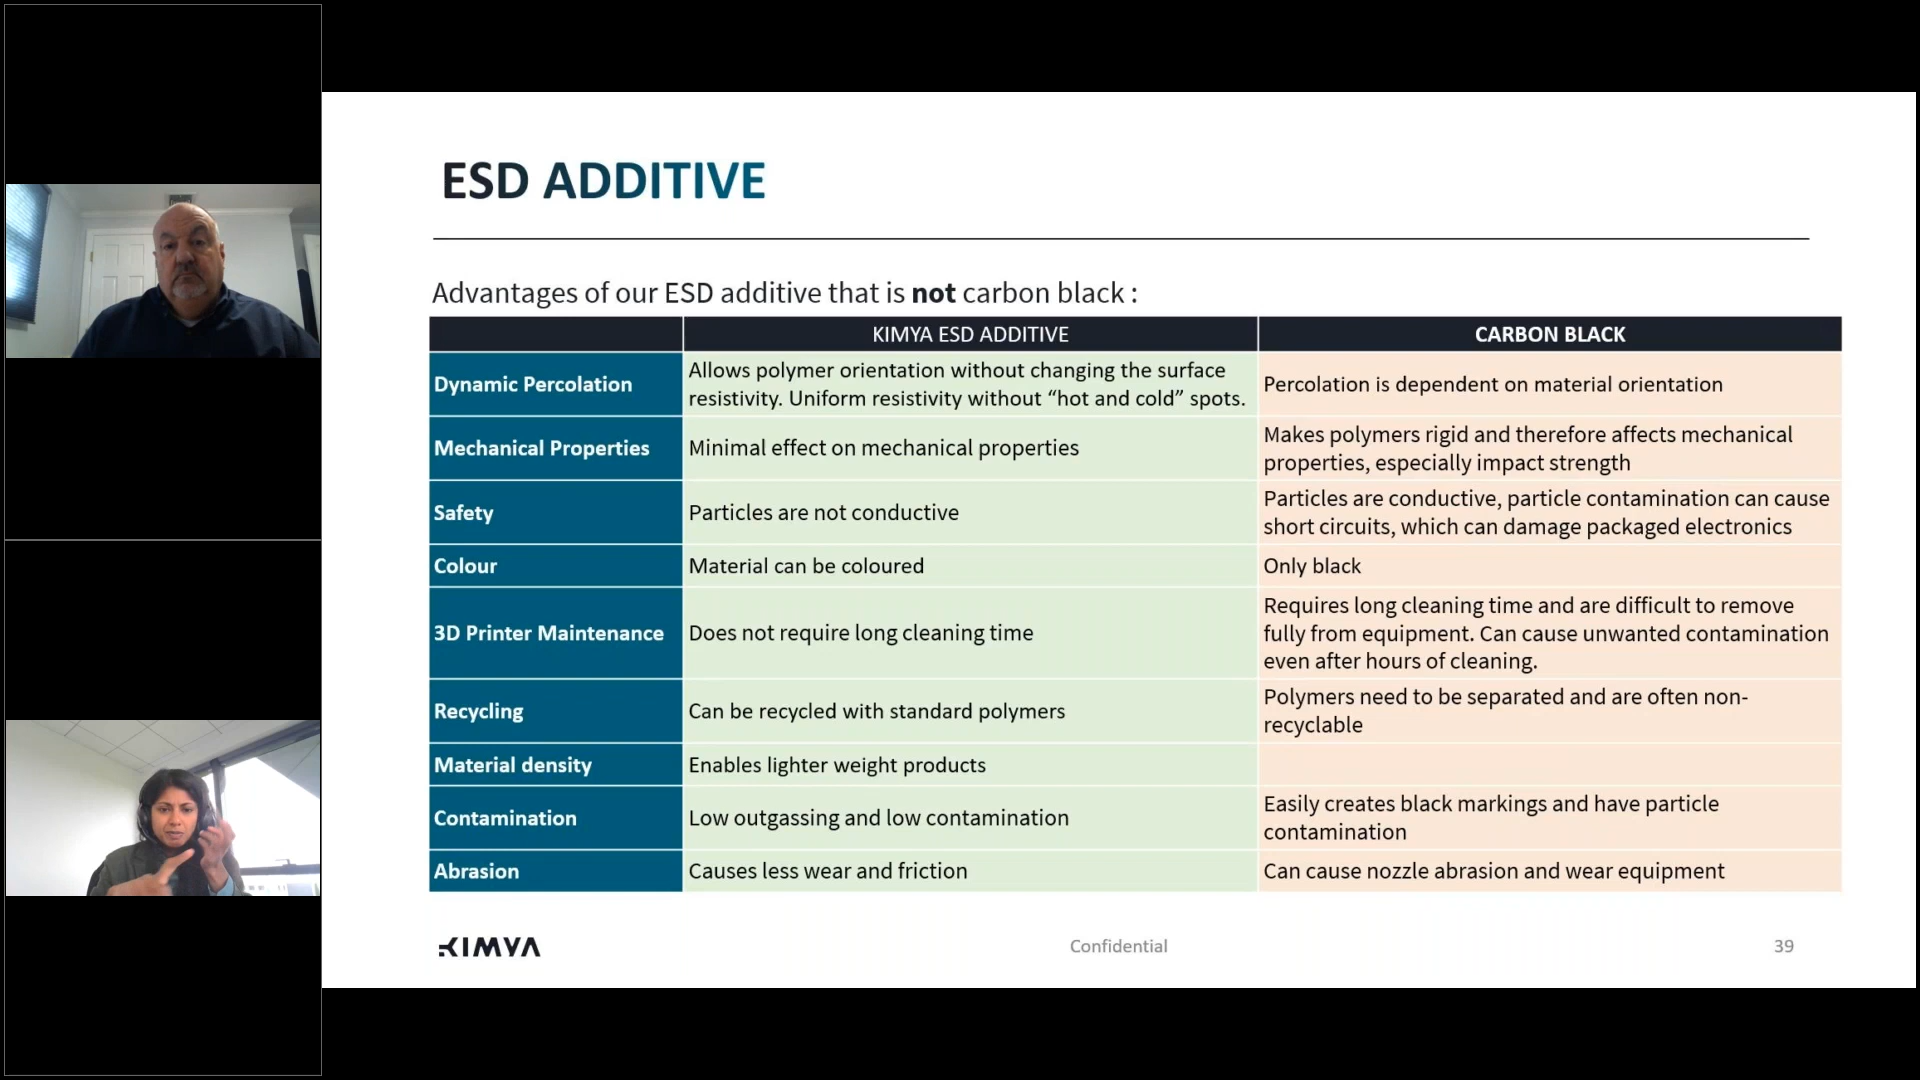 ESD ADDITIVE
Advantages of our ESD additive that is not carbon black :
KIMYA ESD ADDITIVE
CARBON BLACK
Dynamic Percolation
Allows polymer orientation without changing the surface
resistivity. Uniform resistivity without “hot and cold” spots.
Percolation is dependent on material orientation
Mechanical Properties
Minimal effect on mechanical properties
Makes polymers rigid and therefore affects mechanical
properties, especially impact strength
Safety
Particles are not conductive
Particles are conductive, particle contamination can cause
short circuits, which can damage packaged electronics
Colour
Material can be coloured
Only black
3D Printer Maintenance
Does not require long cleaning time
Requires long cleaning time and are difficult to remove
fully from equipment. Can cause unwanted contamination
even after hours of cleaning.
Recycling
Can be recycled with standard polymers
Polymers need to be separated and are often non-
recyclable
Material density
Enables lighter weight products
Contamination
Low outgassing and low contamination
Easily creates black markings and have particle
contamination
Abrasion
Causes less wear and friction
Can cause nozzle abrasion and wear equipment
KIMYA
Confidential
39